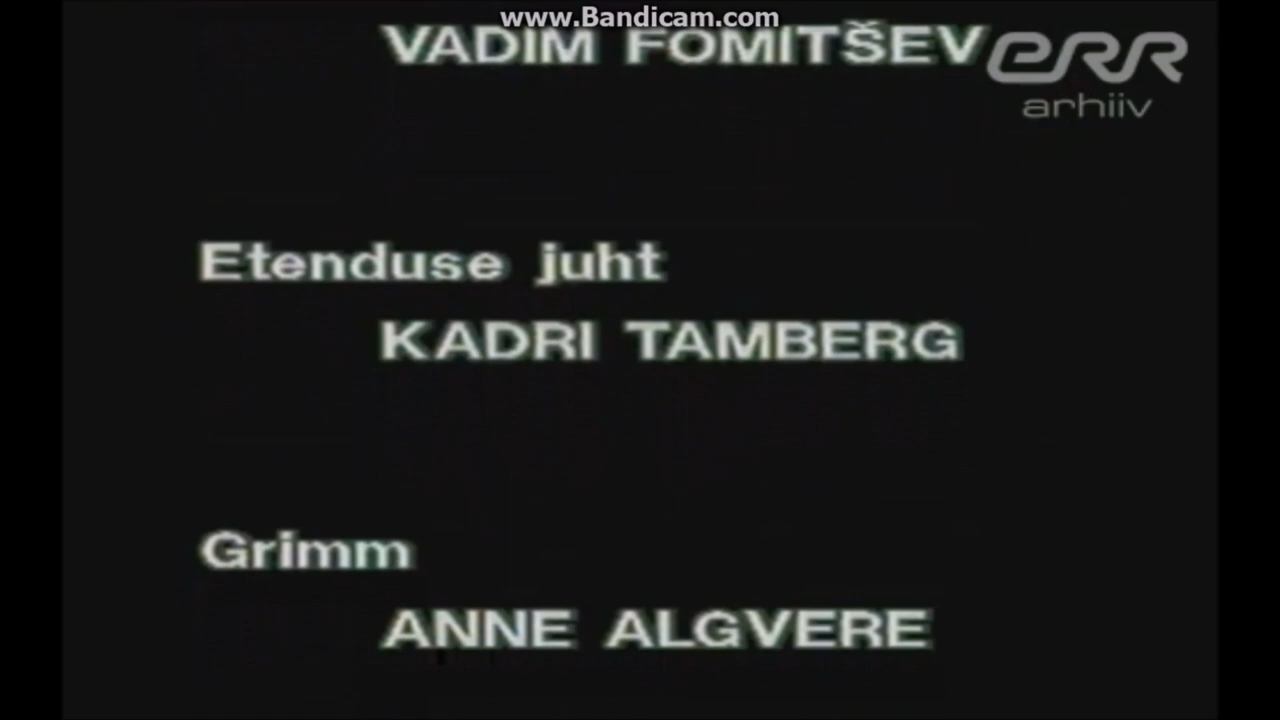 www.Bandicam.com
VADIM FOMITŠEV
eRR
arhiiv
Etenduse juht
KADRI TAMBERG
Grimm
ANNE ALGVERE